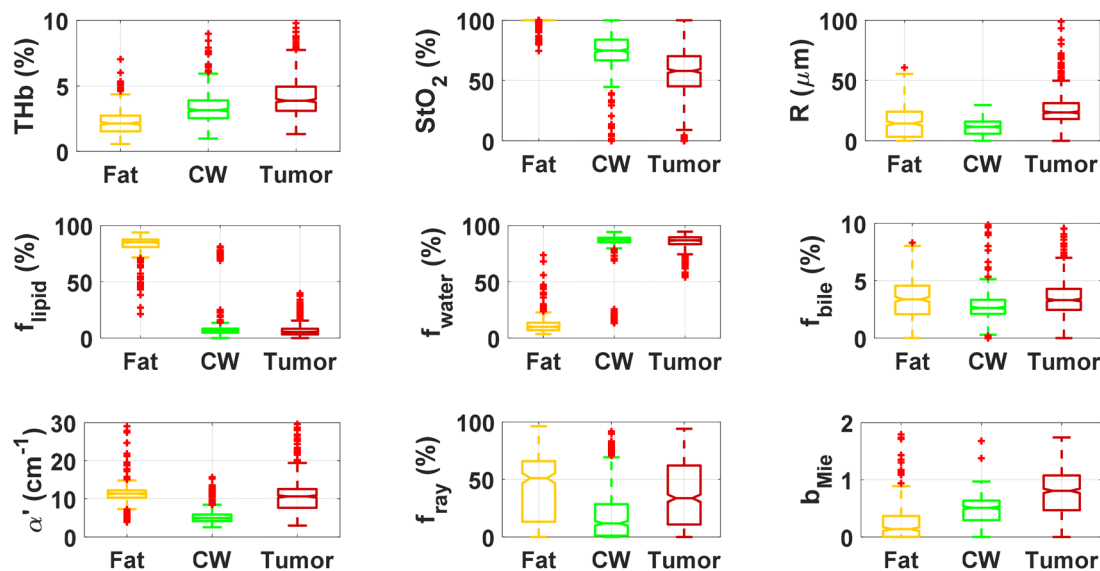 THb (%)
10
5
0
Fat CW Tumor
StO2 (%)
100
50
0
Fat CW Tumor
R (μm)
100
50
0
Fat CW Tumor
flipid (%)
100
50
0
Fat CW Tumor
fwater (%)
100
50
0
Fat CW Tumor
fbile (%)
10
5
0
Fat CW Tumor
α' (cm-1)
30
20
10
0
Fat CW Tumor
fray (%)
100
50
0
Fat CW Tumor
bMie
2
1
0
Fat CW Tumor